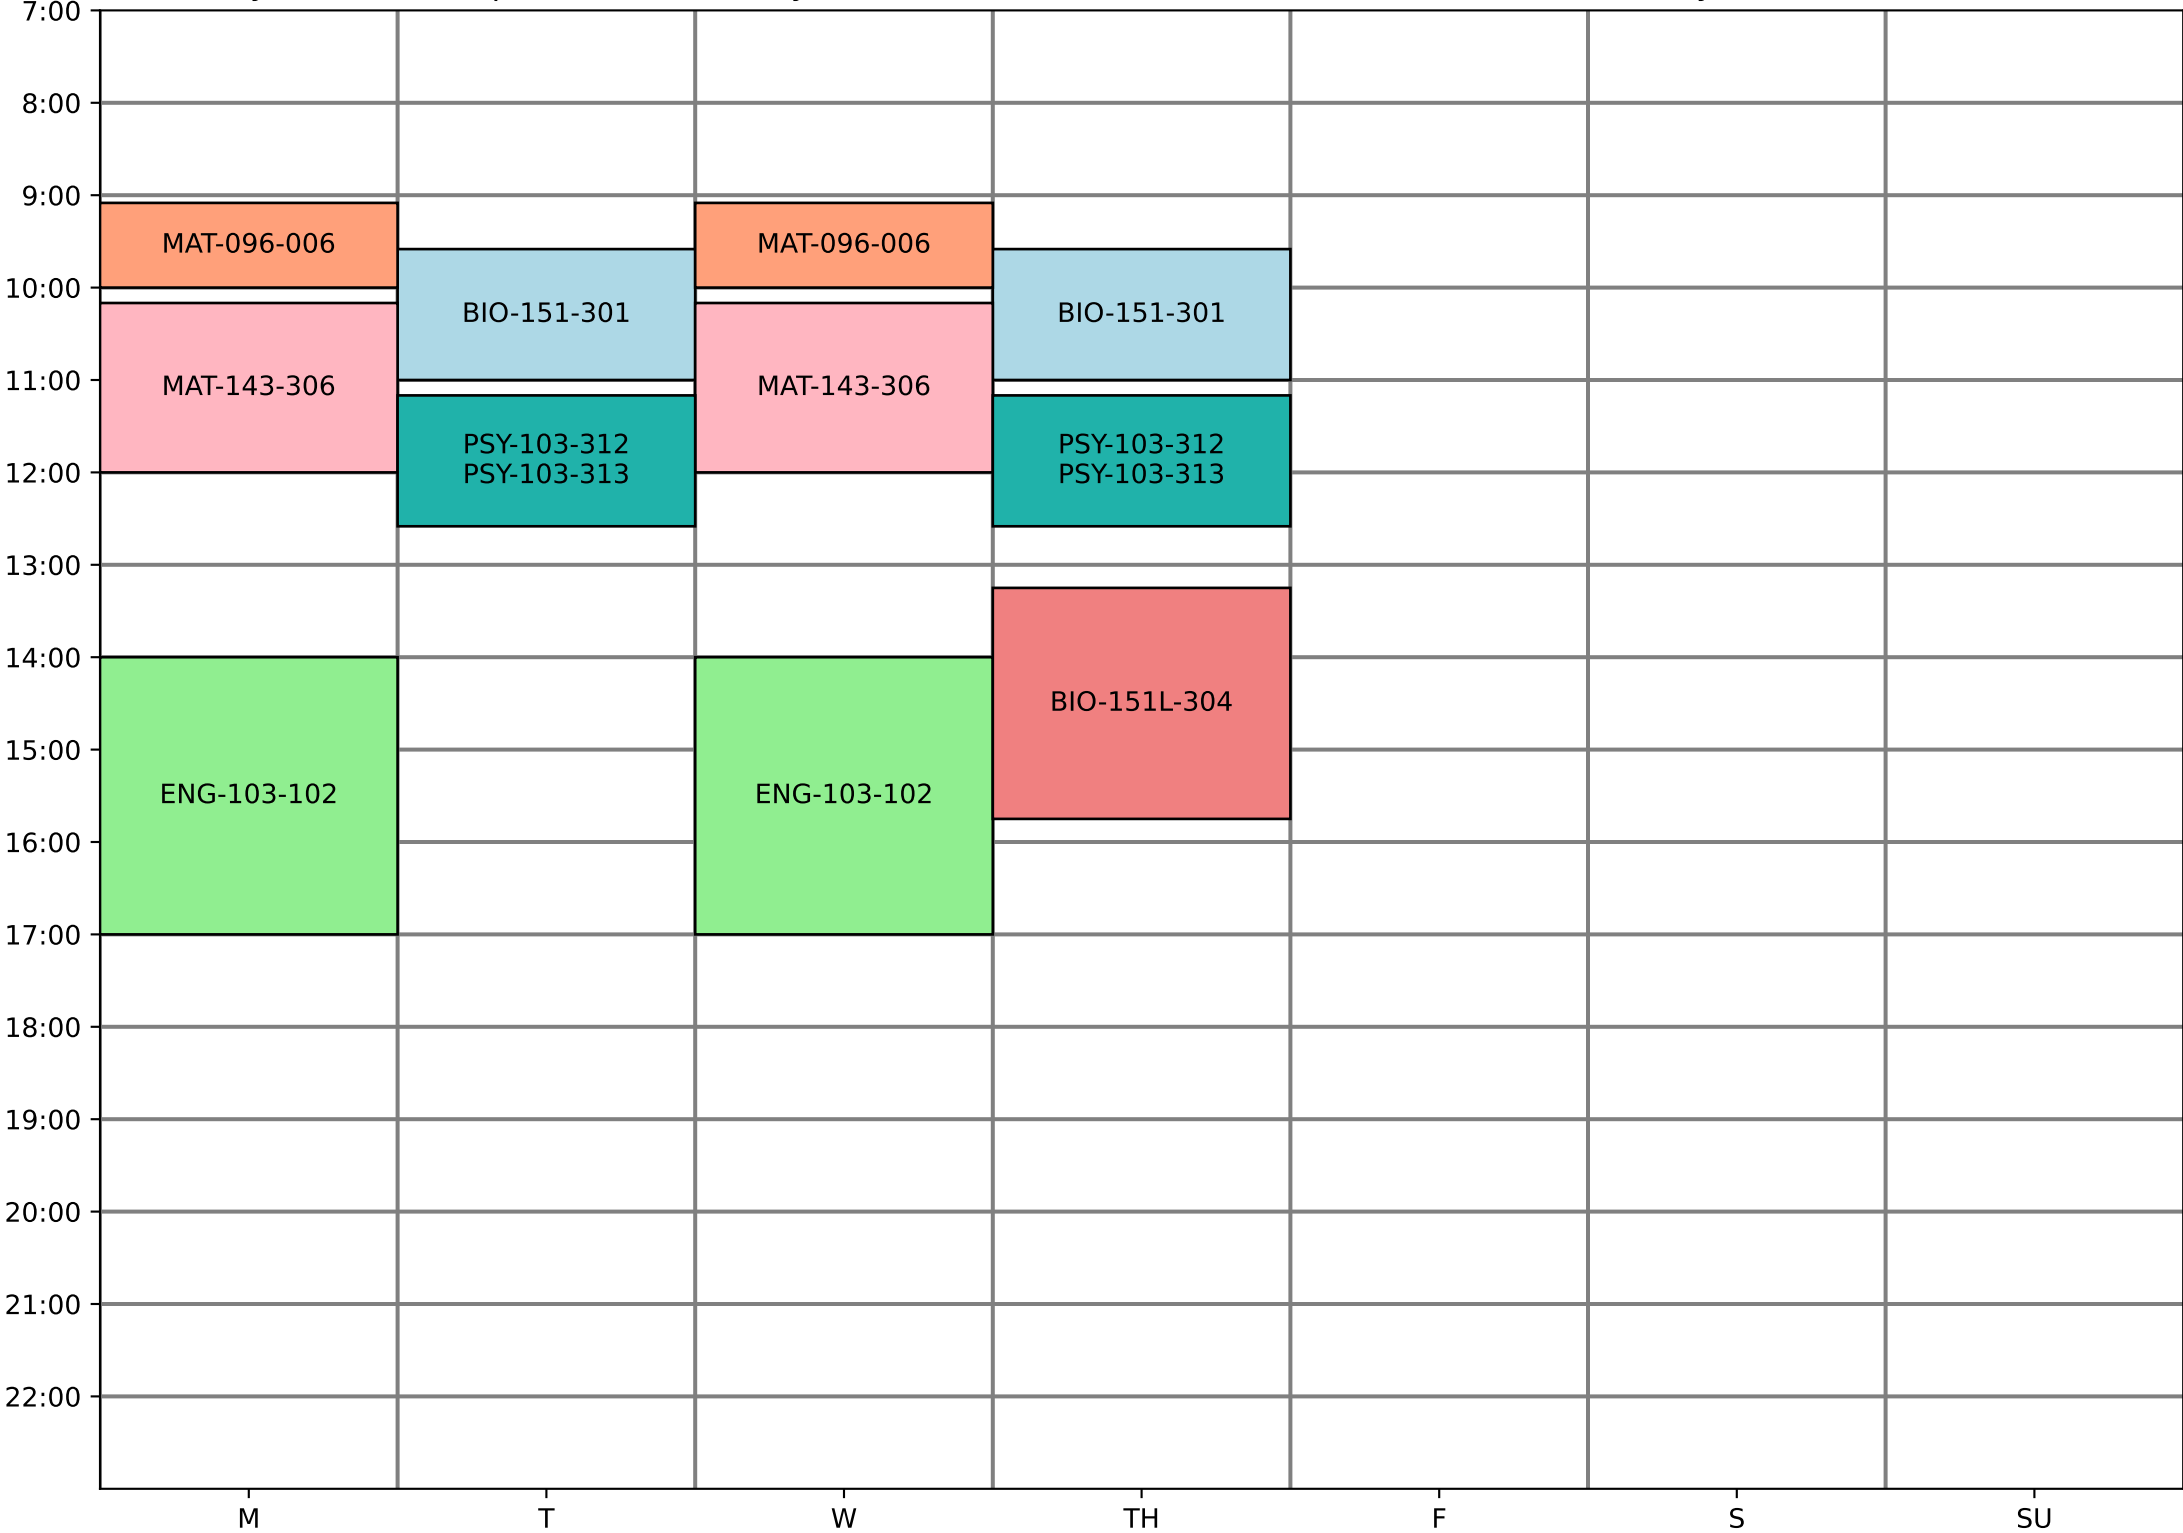 7:00
8:00
9:00
10:00
11:00
12:00
13:00
14:00
15:00
16:00
17:00
18:00
19:00
20:00
21:00
22:00
MAT-096-006
MAT-143-306
ENG-103-102
BIO-151-301
PSY-103-312
PSY-103-313
MAT-096-006
MAT-143-306
ENG-103-102
BIO-151-301
PSY-103-312
PSY-103-313
BIO-151L-304
M
T
W
TH
F
S
SU